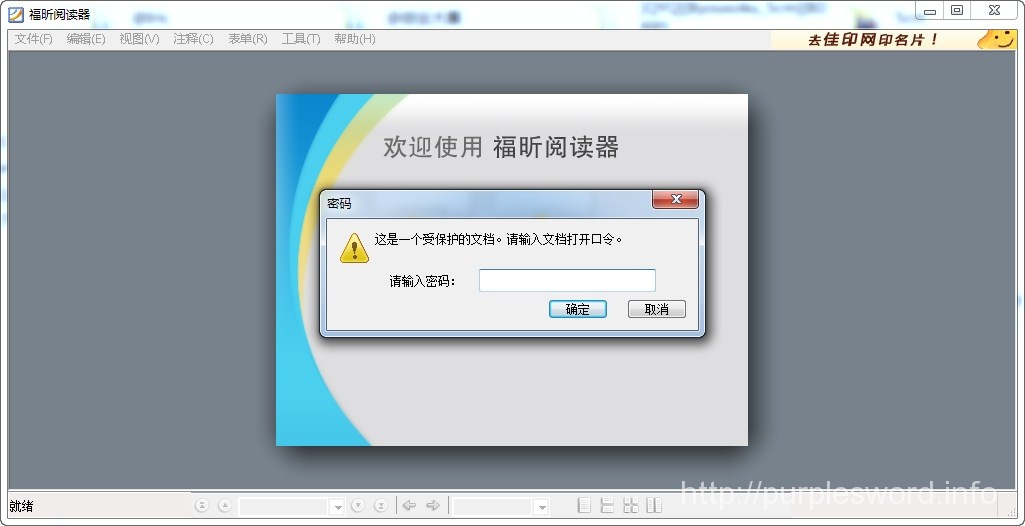 福昕阅读器
文件(F) 编辑(E) 视图(V) 注释(C) 表单(R) 工具(T) 帮助(H)
去佳印网印名片！
欢迎使用 福昕阅读器
密码
这是一个受保护的文档。请输入文档打开口令。
请输入密码：
确定 取消
就绪
http://purplesword.info